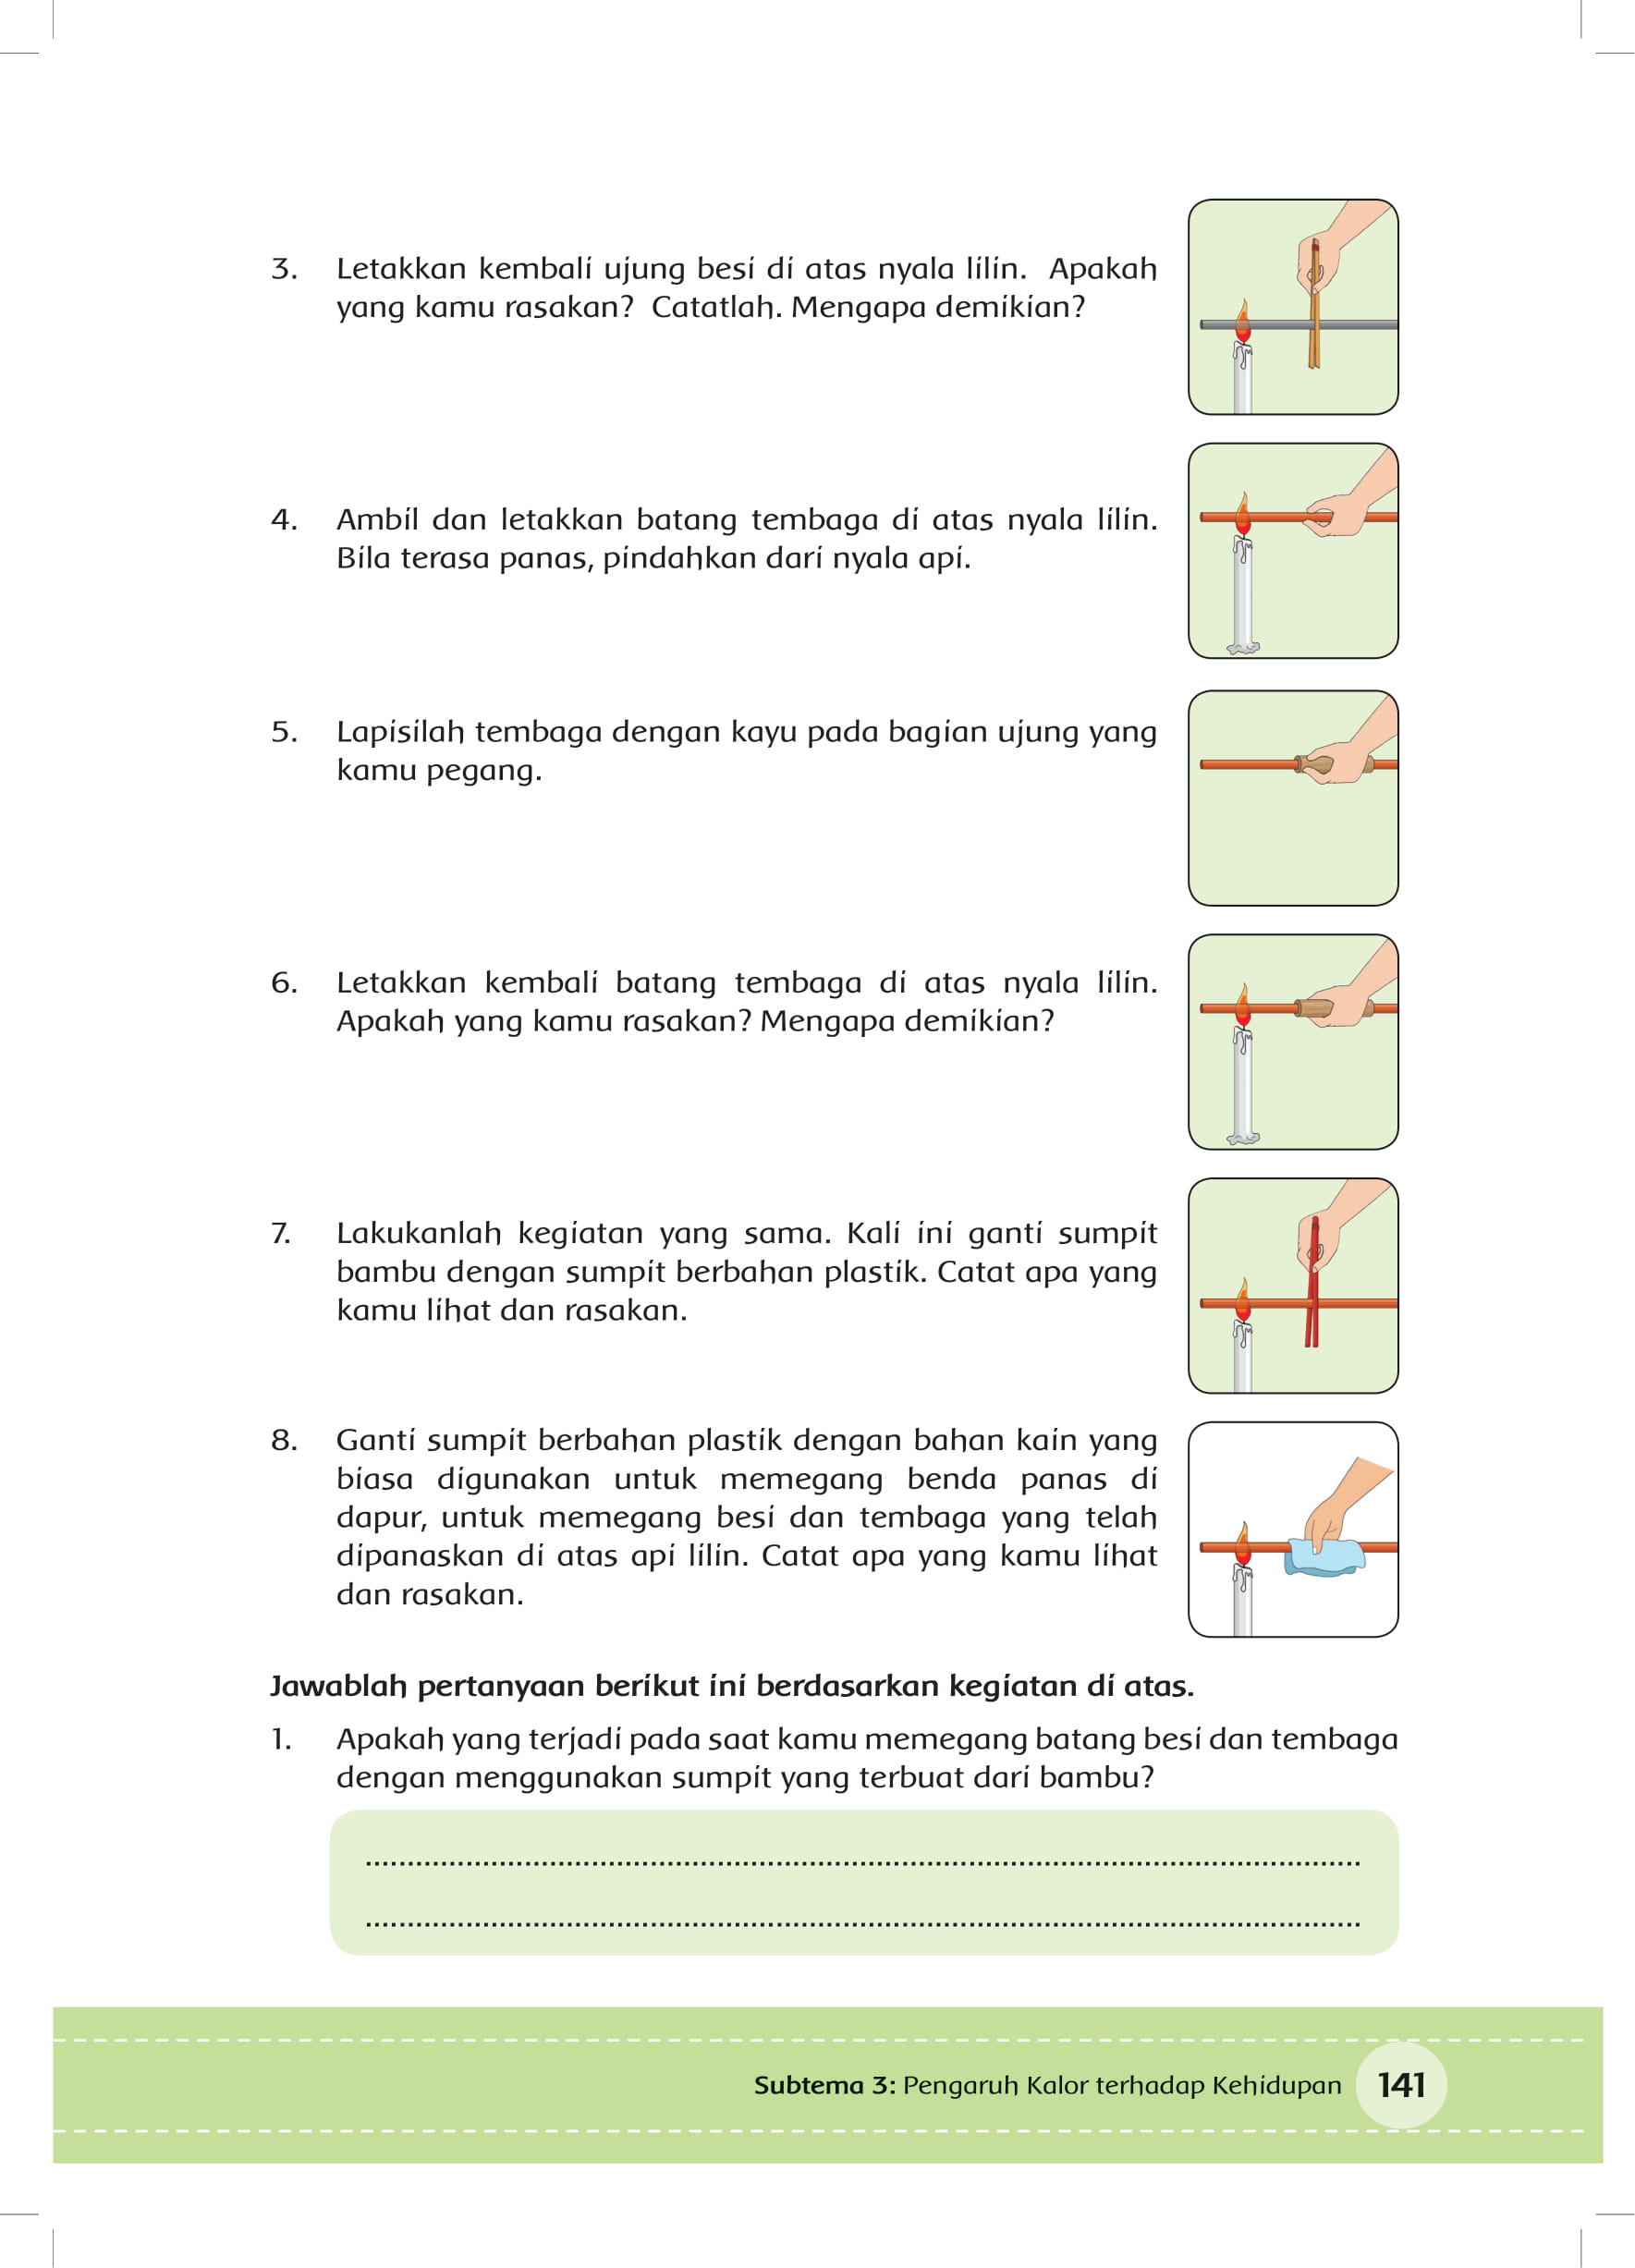 3. Letakkan kembali ujung besi di atas nyala lilin. Apakah
yang kamu rasakan? Catatlah. Mengapa demikian?
4. Ambil dan letakkan batang tembaga di atas nyala lilin.
Bila terasa panas, pindahkan dari nyala api.
5. Lapisilah tembaga dengan kayu pada bagian ujung yang
kamu pegang.
6. Letakkan kembali batang tembaga di atas nyala lilin.
Apakah yang kamu rasakan? Mengapa demikian?
7. Lakukanlah kegiatan yang sama. Kali ini ganti sumpit
bambu dengan sumpit berbahan plastik. Catat apa yang
kamu lihat dan rasakan.
8. Ganti sumpit berbahan plastik dengan bahan kain yang
biasa digunakan untuk memegang benda panas di
dapur, untuk memegang besi dan tembaga yang telah
dipanaskan di atas api lilin. Catat apa yang kamu lihat
dan rasakan.
Jawablah pertanyaan berikut ini berdasarkan kegiatan di atas.
1. Apakah yang terjadi pada saat kamu memegang batang besi dan tembaga
dengan menggunakan sumpit yang terbuat dari bambu?
Subtema 3: Pengaruh Kalor terhadap Kehidupan 141